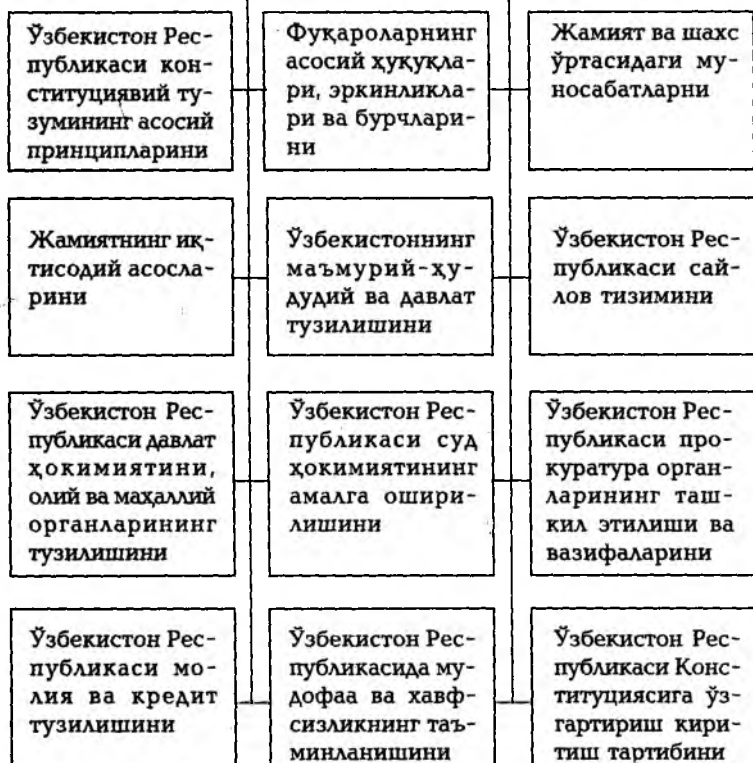 Ўзбекистон Рес-
публикаси кон-
ституциявий ту-
зумининг асосий
принципларини
Фуқароларнинг
асосий ҳуқуқла-
ри, эркинликла-
ри ва бурчлари-
ни
Жамият ва шахс
ўртасидаги му-
носабатларни
Жамиятнинг иқ-
тисодий асосла-
рини
Ўзбекистоннинг
маъмурий-ҳу-
дудий ва давлат
тузилишини
Ўзбекистон Рес-
публикаси сай-
лов тизимини
Ўзбекистон Рес-
публикаси давлат
ҳокимиятини,
олий ва маҳаллий
органларининг
тузилишини
Ўзбекистон Рес-
публикаси суд
ҳокимиятининг
амалга ошири-
лишини
Ўзбекистон Рес-
публикаси про-
куратура орган-
ларининг таш-
кил этилиши ва
вазифаларини
Ўзбекистон Рес-
публикаси мо-
лия ва кредит
тузилишини
Ўзбекистон Рес-
публикасида му-
дофаа ва хавф-
сизликнинг таъ-
минланишини
Ўзбекистон Рес-
публикаси Конс-
титуциясига ўз-
гартириш кири-
тиш тартибини